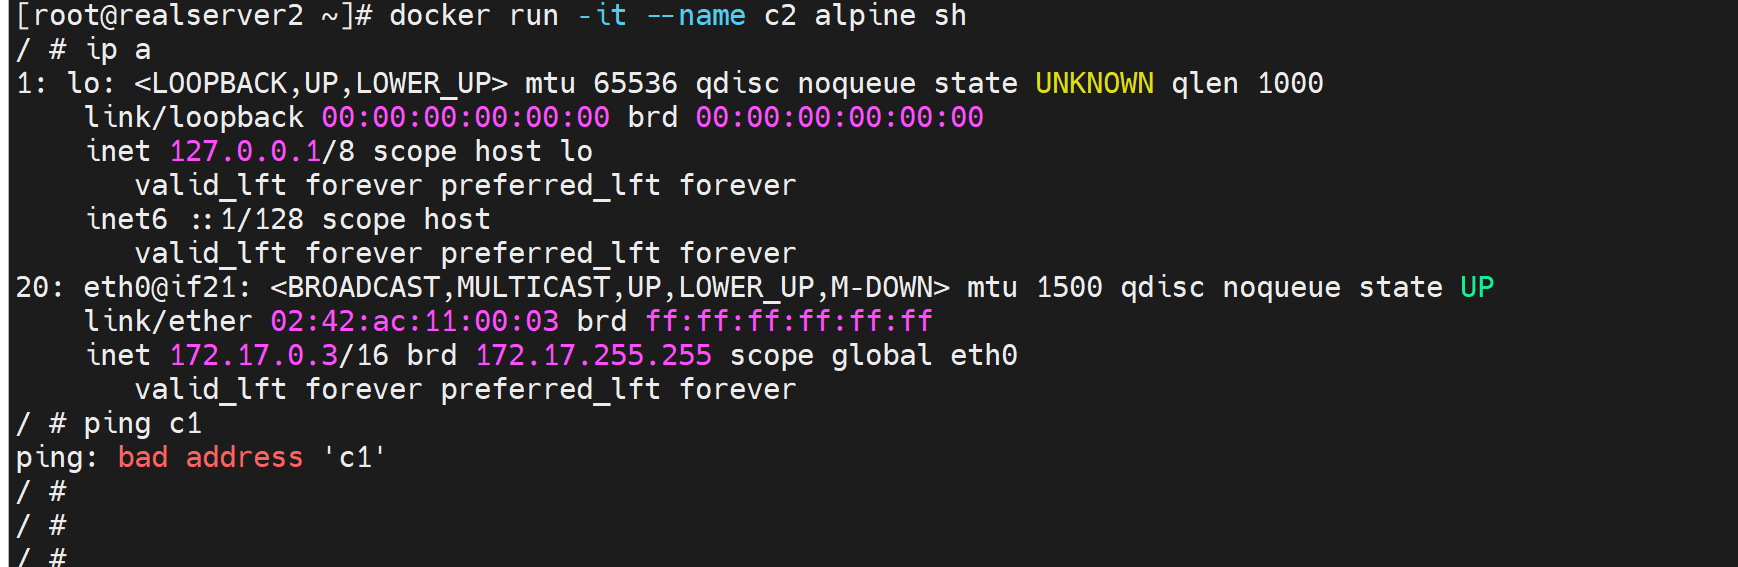 [root@realserver2 ~]# docker run -it --name c2 alpine sh
/ # ip a
1: lo: <LOOPBACK,UP,LOWER_UP> mtu 65536 qdisc noqueue state UNKNOWN qlen 1000
    link/loopback 00:00:00:00:00:00 brd 00:00:00:00:00:00
    inet 127.0.0.1/8 scope host lo
       valid_lft forever preferred_lft forever
    inet6 ::1/128 scope host
       valid_lft forever preferred_lft forever
20: eth0@if21: <BROADCAST,MULTICAST,UP,LOWER_UP,M-DOWN> mtu 1500 qdisc noqueue state UP
    link/ether 02:42:ac:11:00:03 brd ff:ff:ff:ff:ff:ff
    inet 172.17.0.3/16 brd 172.17.255.255 scope global eth0
       valid_lft forever preferred_lft forever
/ # ping c1
ping: bad address 'c1'
/ #
/ #
/ #